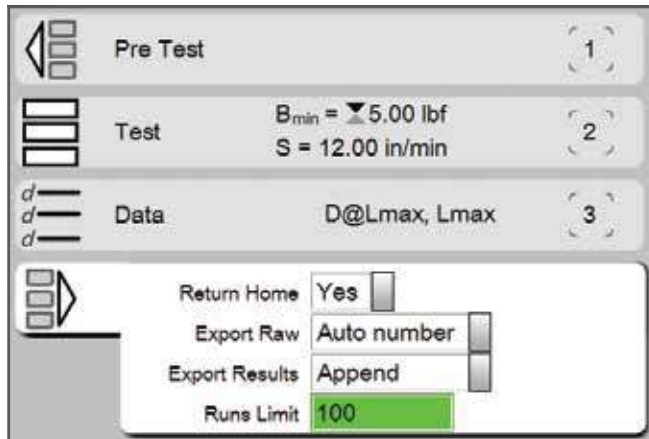 Pre Test 1
Bmin = 5.00 lbf
Test 2
S = 12.00 in/min
d
d Data D@Lmax, Lmax 3
d
Return Home Yes
Export Raw Auto number
Export Results Append
Runs Limit 100